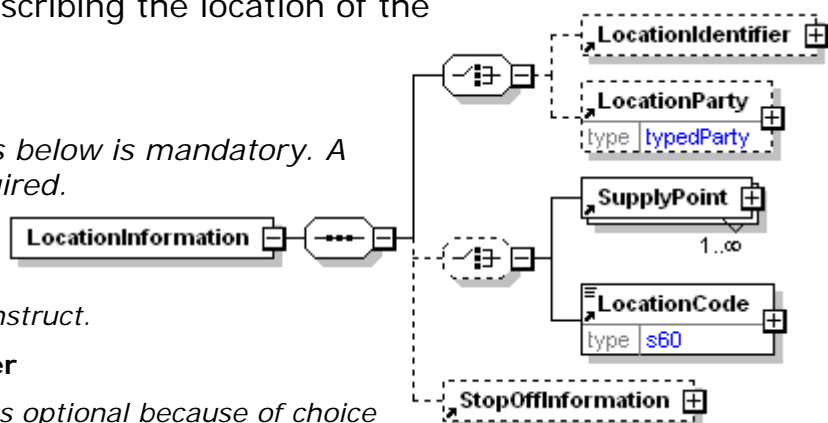 scribing the location of the
LocationIdentifier
LocationParty
type typedParty
s below is mandatory. A
uired.
SupplyPoint
1..∞
LocationInformation
nstruct.
LocationCode
type s60
er
s optional because of choice
StopOffInformation